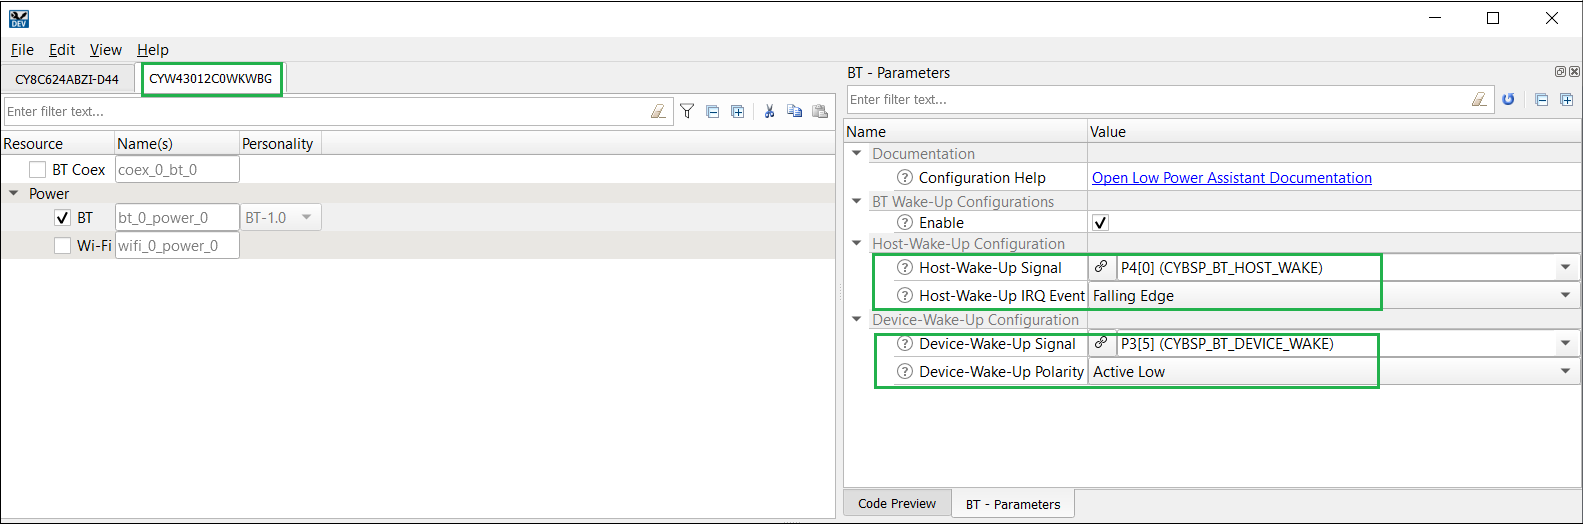 DEV
File Edit View Help
CY8C624ABZI-D44 CYW43012C0WKWBG
Enter filter text...
Resource Name(s) Personality
BT Coex coex_0_bt_0
Power
BT bt_0_power_0 BT-1.0
Wi-Fi wifi_0_power_0
BT - Parameters
Enter filter text...
Name Value
Documentation
? Configuration Help Open Low Power Assistant Documentation
BT Wake-Up Configurations
? Enable
Host-Wake-Up Configuration
? Host-Wake-Up Signal P4[0] (CYBSP_BT_HOST_WAKE)
? Host-Wake-Up IRQ Event Falling Edge
Device-Wake-Up Configuration
? Device-Wake-Up Signal P3[5] (CYBSP_BT_DEVICE_WAKE)
? Device-Wake-Up Polarity Active Low
Code Preview BT - Parameters